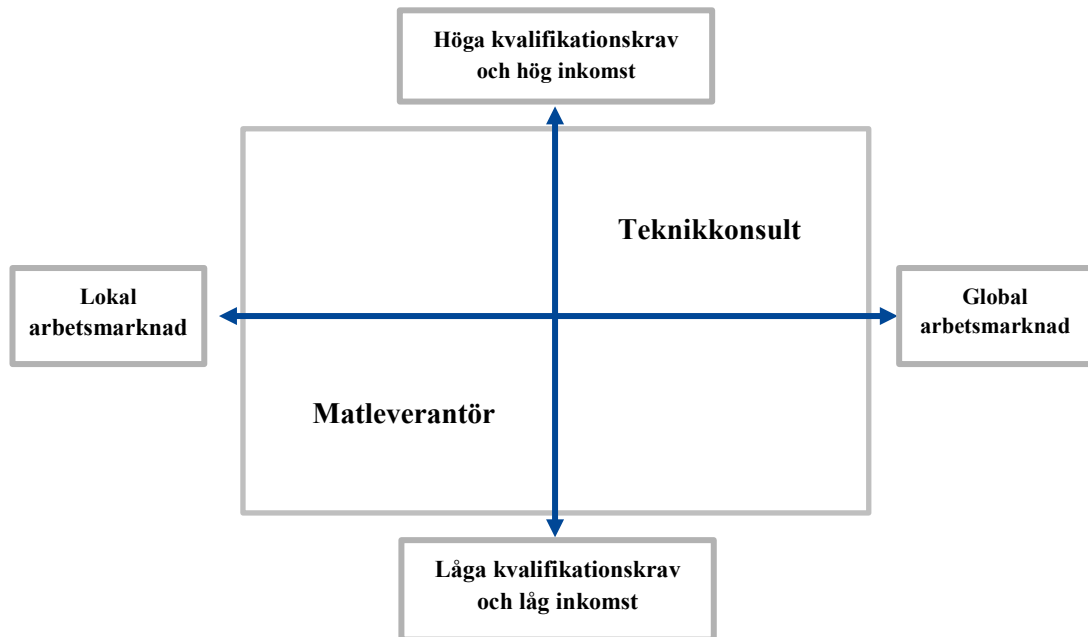 Höga kvalifikationskrav
och hög inkomst
Teknikkonsult
Lokal
arbetsmarknad
Global
arbetsmarknad
Matleverantör
Låga kvalifikationskrav
och låg inkomst